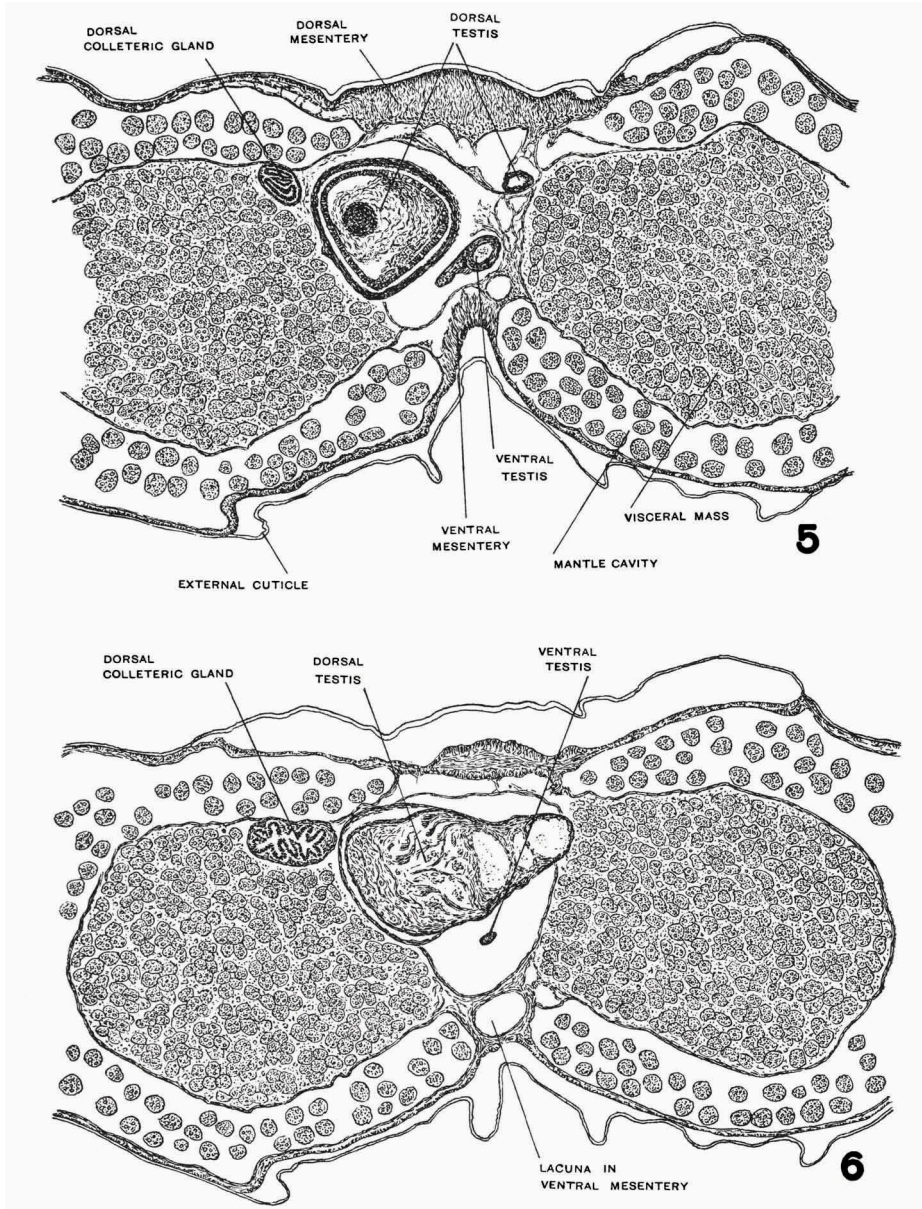 DORSAL
COLLETERIC GLAND
DORSAL
MESENTERY
DORSAL
TESTIS
VENTRAL
TESTIS
VENTRAL
MESENTERY
VISCERAL MASS
MANTLE CAVITY
EXTERNAL CUTICLE
5
DORSAL
COLLETERIC GLAND
DORSAL
TESTIS
VENTRAL
TESTIS
LACUNA IN
VENTRAL MESENTERY
6